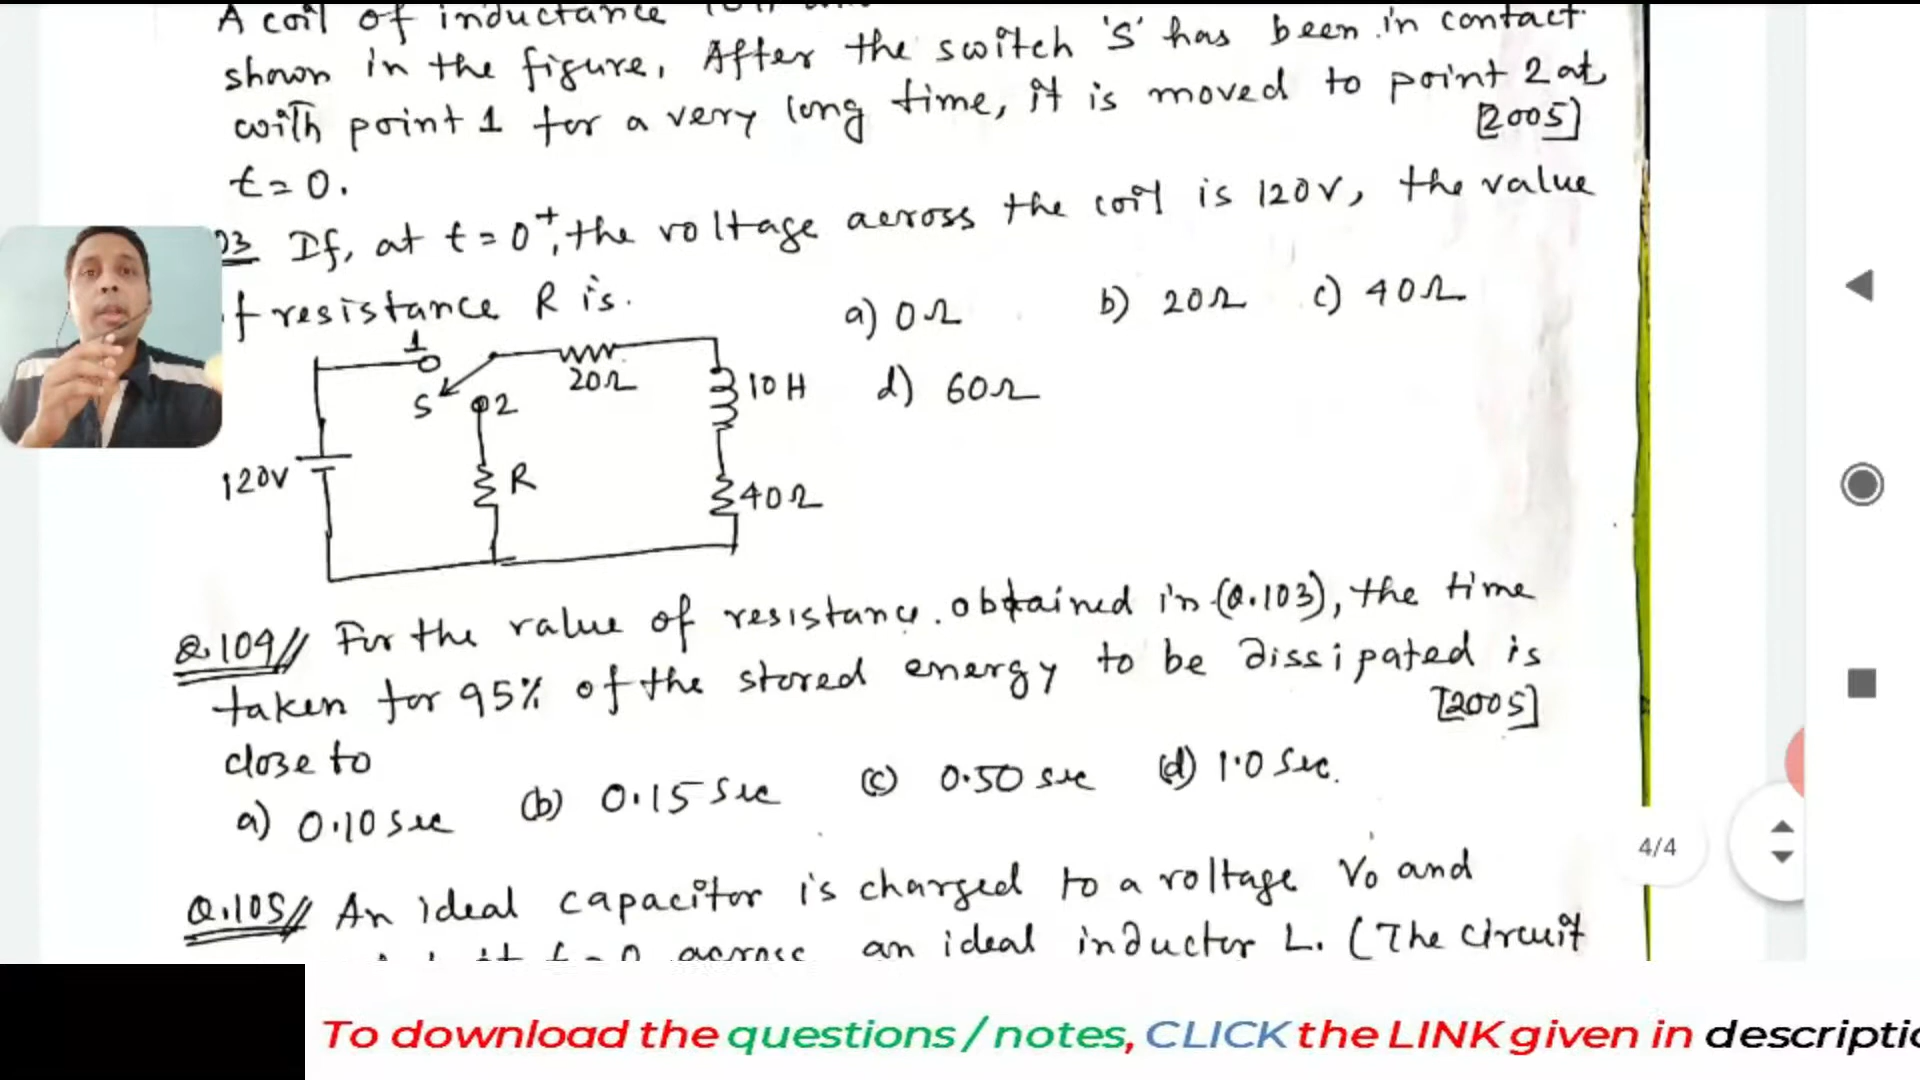 A coil of inductance
shown in the figure, After the switch 'S' has been in contact
with point 1 for a very long time, it is moved to point 2 at
t=0.
[2005]
03 If, at t=0+, the voltage across the coil is 120V, the value
f resistance R is.
a) 0Ω b) 20Ω c) 40Ω
d) 60Ω
1
S
2
20Ω
10H
120V
R
40Ω
Q.104// For the value of resistance obtained in (Q.103), the time
taken for 95% of the stored energy to be dissipated is
close to
[2005]
a) 0.10 sec (b) 0.15 sec (c) 0.50 sec (d) 1.0 sec.
4/4
Q.105// An ideal capacitor is charged to a voltage V0 and
an ideal inductor L. (The circuit
To download the questions / notes, CLICK the LINK given in descriptio